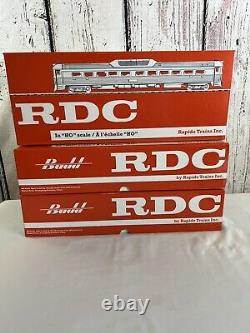 RDC
In "HO" scale / À l'échelle "HO"
Rapido Trains Inc.
Budd
RDC
by Rapido Trains Inc.
Budd
RDC
by Rapido Trains Inc.